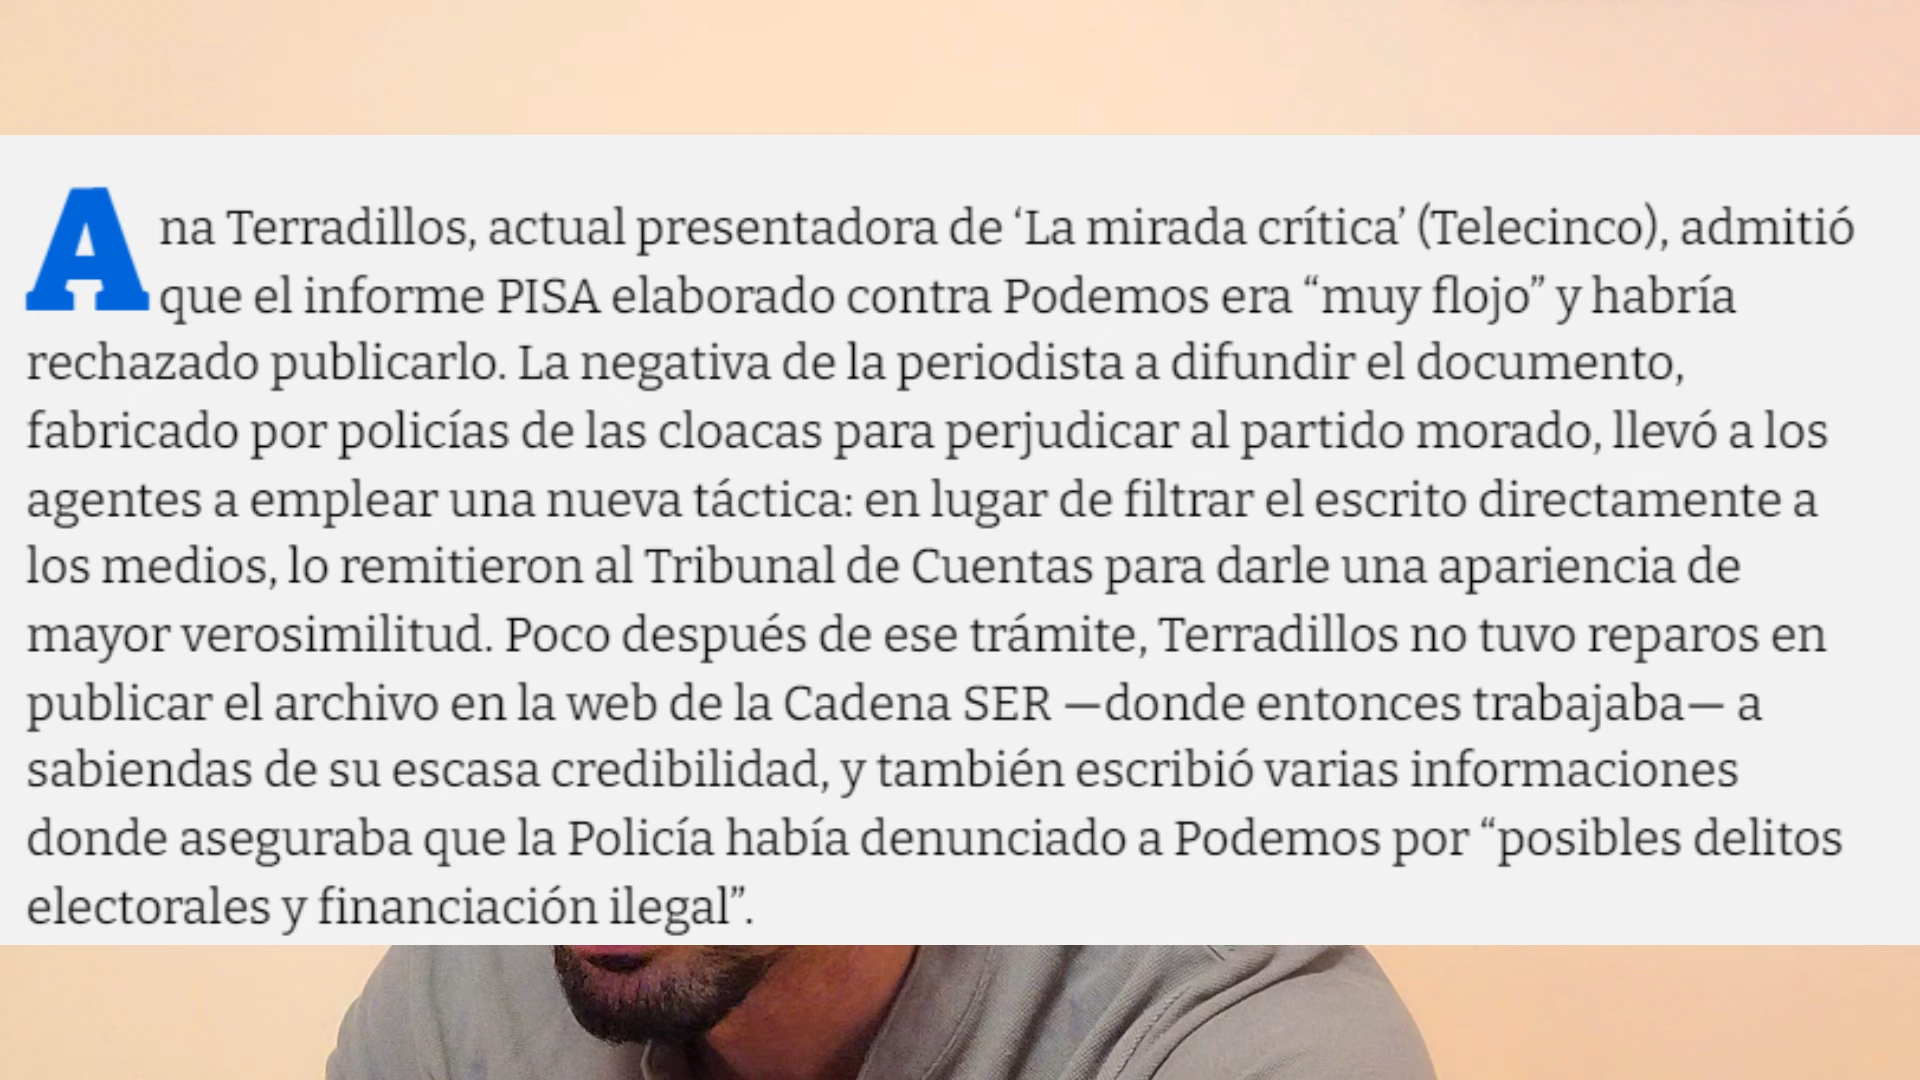 Ana Terradillos, actual presentadora de ‘La mirada crítica’ (Telecinco), admitió
que el informe PISA elaborado contra Podemos era “muy flojo” y habría
rechazado publicarlo. La negativa de la periodista a difundir el documento,
fabricado por policías de las cloacas para perjudicar al partido morado, llevó a los
agentes a emplear una nueva táctica: en lugar de filtrar el escrito directamente a
los medios, lo remitieron al Tribunal de Cuentas para darle una apariencia de
mayor verosimilitud. Poco después de ese trámite, Terradillos no tuvo reparos en
publicar el archivo en la web de la Cadena SER —donde entonces trabajaba— a
sabiendas de su escasa credibilidad, y también escribió varias informaciones
donde aseguraba que la Policía había denunciado a Podemos por “posibles delitos
electorales y financiación ilegal”.